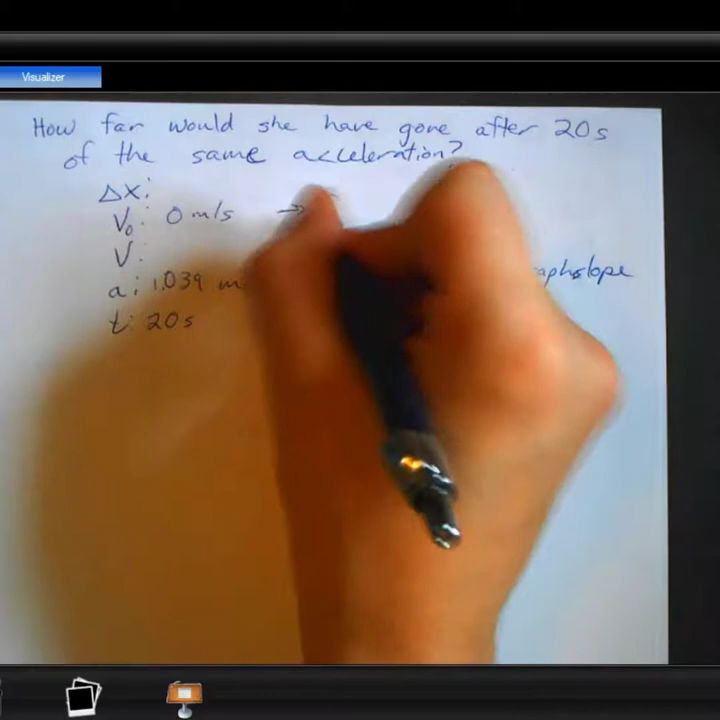 Visualizer
How far would she have gone after 20s
of the same acceleration?
Δx:
V₀: 0 m/s →
V:
a: 1.039 m
slope
t: 20s